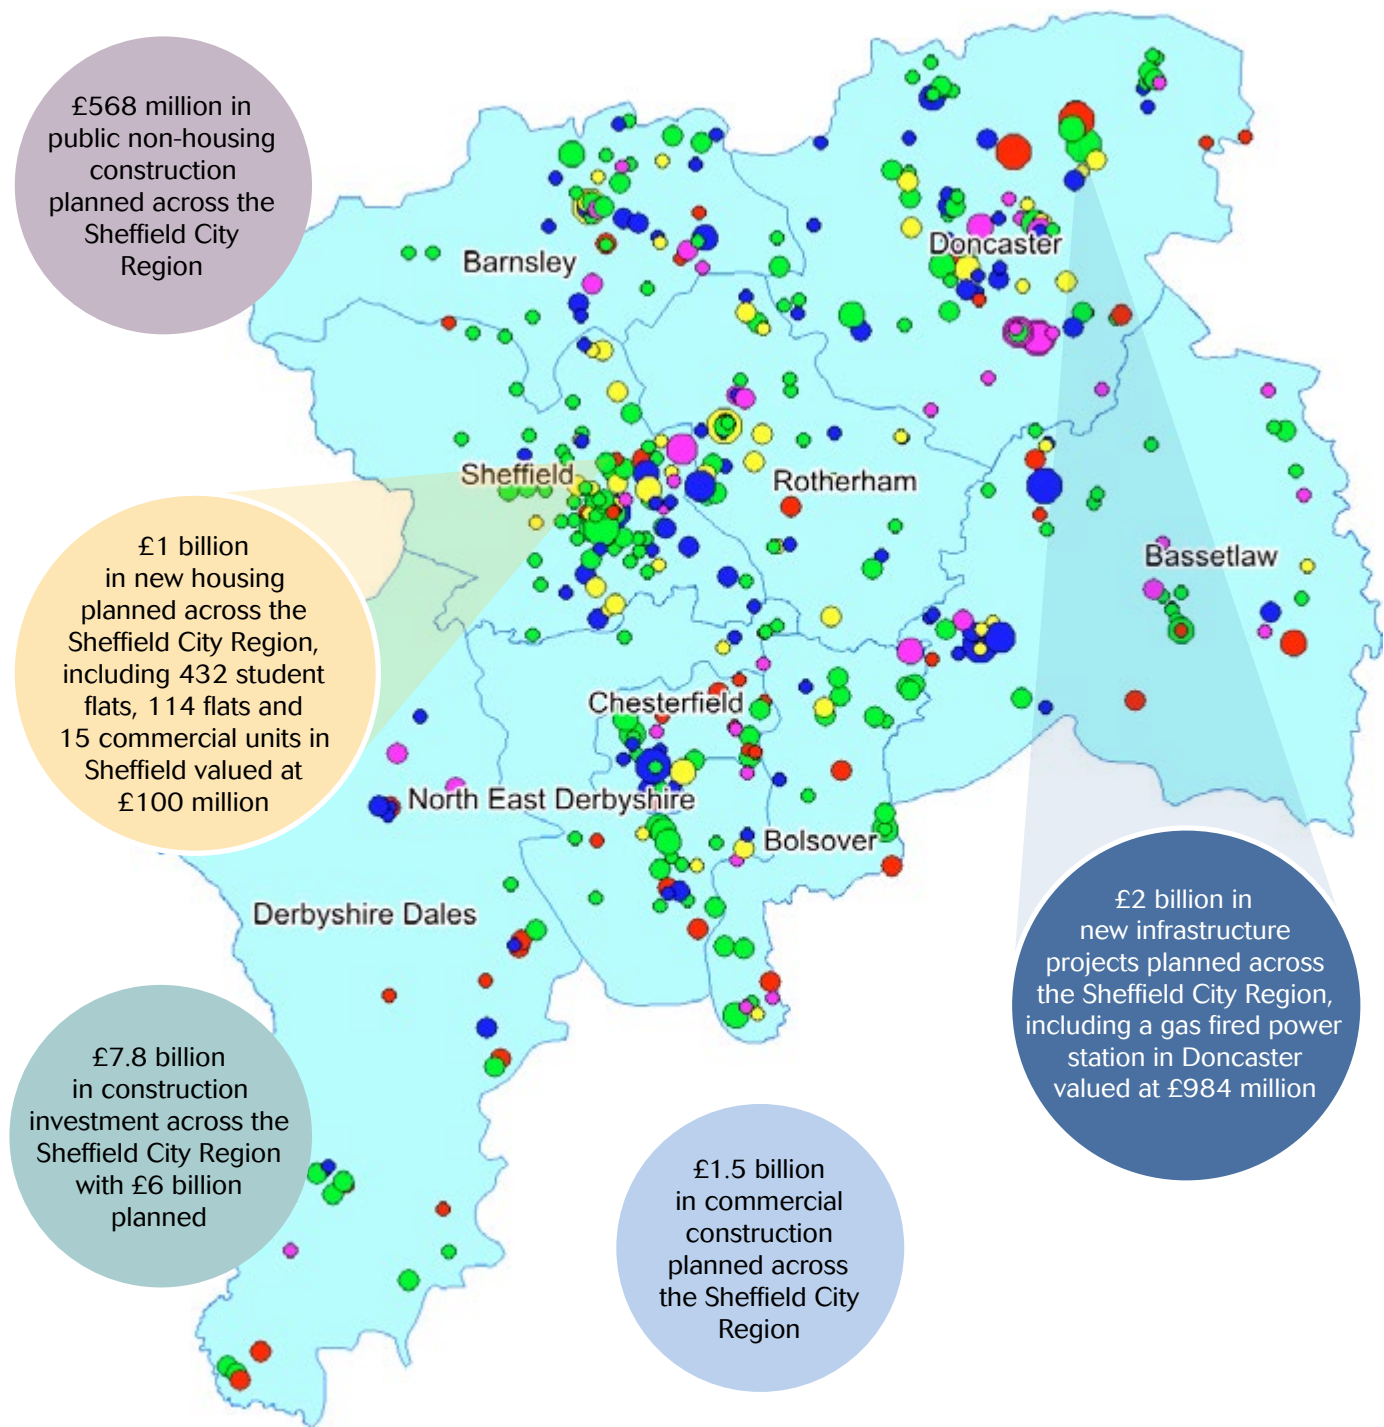 £568 million in
public non-housing
construction
planned across the
Sheffield City
Region
Barnsley
Doncaster
Sheffield
Rotherham
Bassetlaw
£1 billion
in new housing
planned across the
Sheffield City Region,
including 432 student
flats, 114 flats and
15 commercial units in
Sheffield valued at
£100 million
Chesterfield
North East Derbyshire
Bolsover
Derbyshire Dales
£2 billion in
new infrastructure
projects planned across
the Sheffield City Region,
including a gas fired power
station in Doncaster
valued at £984 million
£7.8 billion
in construction
investment across the
Sheffield City Region
with £6 billion
planned
£1.5 billion
in commercial
construction
planned across
the Sheffield City
Region